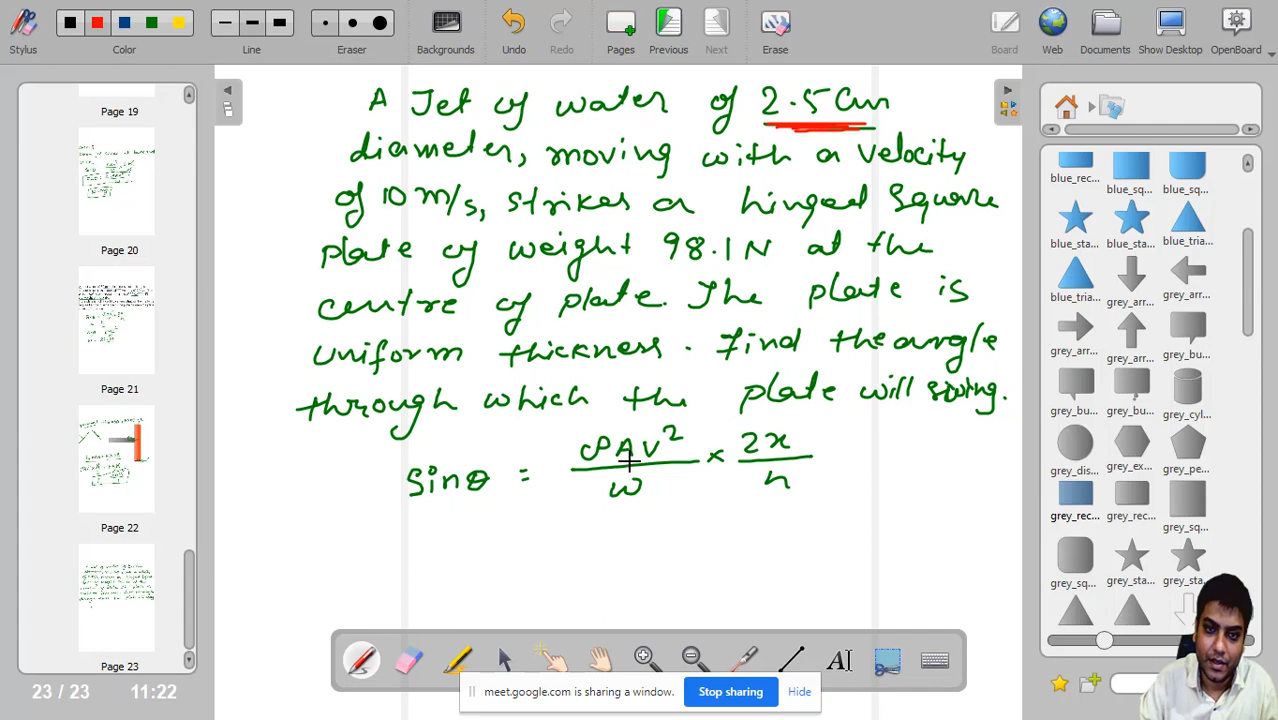 Stylus
Color
Line
Eraser
Backgrounds
Undo
Redo
Pages
Previous
Next
Erase
Board
Web
Documents
Show Desktop
OpenBoard
Page 19
Page 20
Page 21
Page 22
Page 23
23 / 23 11:22
A Jet of water of 2.5 Cm
diameter, moving with a velocity
of 10 m/s, strikes a hinged square
plate of weight 98.1 N at the
centre of plate. The plate is
uniform thickness. Find the angle
through which the plate will swing.
Sinθ = ρAv² / w × 2x / h
blue_rec...
blue_sq...
blue_sq...
blue_sta...
blue_sta...
blue_tria...
blue_tria...
grey_arr...
grey_arr...
grey_arr...
grey_arr...
grey_bu...
grey_bu...
grey_bu...
grey_cyl...
grey_cro...
grey_he...
grey_pe...
grey_rec...
grey_rec...
grey_sq...
grey_sq...
grey_sta...
grey_sta...
meet.google.com is sharing a window.
Stop sharing
Hide